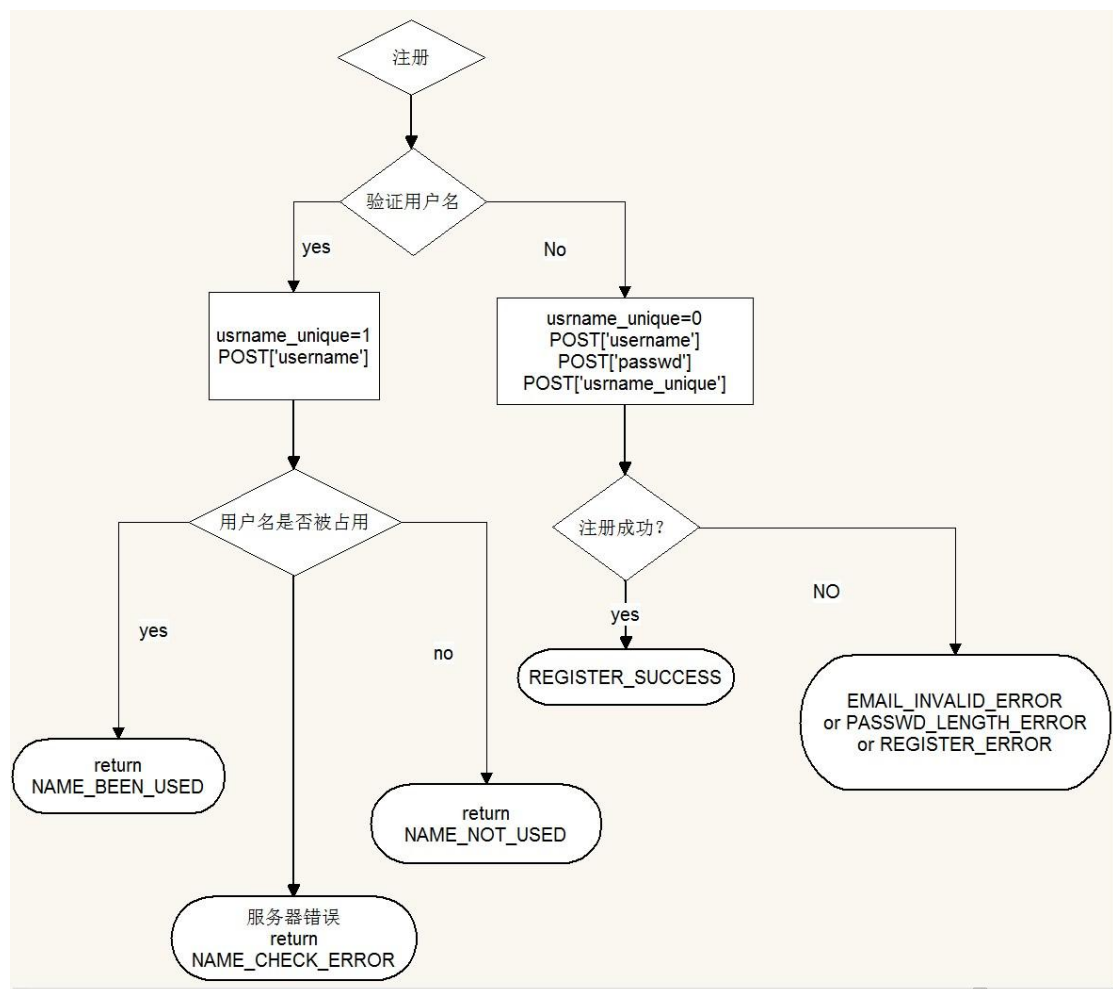 注册
验证用户名
yes
No
usrname_unique=1
POST['username']
usrname_unique=0
POST['username']
POST['passwd']
POST['usrname_unique']
用户名是否被占用
注册成功？
yes
no
yes
NO
REGISTER_SUCCESS
EMAIL_INVALID_ERROR
or PASSWD_LENGTH_ERROR
or REGISTER_ERROR
return
NAME_BEEN_USED
return
NAME_NOT_USED
服务器错误
return
NAME_CHECK_ERROR